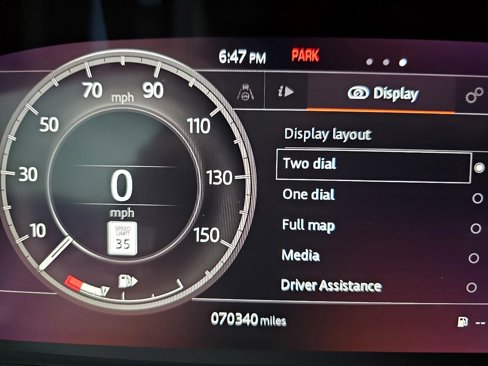 6:47 PM PARK
70 mph 90
Display
50
110
Display layout
Two dial
30
0
130
One dial
mph
Full map
SPEED
LIMIT
35
10
150
Media
Driver Assistance
070340 miles
--